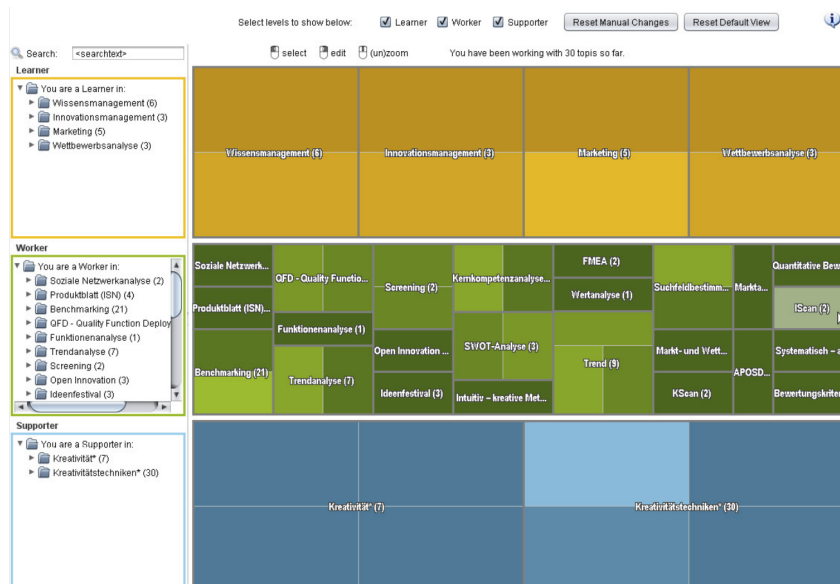 Select levels to show below: Learner Worker Supporter Reset Manual Changes Reset Default View
Search: <searchtext> select edit (un)zoom You have been working with 30 topis so far.
Learner
You are a Learner in:
Wissensmanagement (6)
Innovationsmanagement (3)
Marketing (5)
Wettbewerbsanalyse (3)
Wissensmanagement (6) Innovationsmanagement (3) Marketing (5) Wettbewerbsanalyse (3)
Worker
You are a Worker in:
Soziale Netzwerkanalyse (2)
Produktblatt (ISN) (4)
Benchmarking (21)
QFD - Quality Function Deploy
Funktionenanalyse (1)
Trendanalyse (7)
Screening (2)
Open Innovation (3)
Ideenfestival (3)
Soziale Netzwerk...
Produktblatt (ISN)...
Benchmarking (21)
QFD - Quality Functio...
Funktionenanalyse (1)
Trendanalyse (7)
Screening (2)
Open Innovation ...
Ideenfestival (3)
Kernkompetenzanalyse...
SWOT-Analyse (3)
Intuitiv – kreative Met...
FMEA (2)
Wertanalyse (1)
Trend (9)
Suchfeldbestimm...
Markt- und Wett...
KScan (2)
Markta...
APOSD...
Quantitative Bew
IScan (2)
Systematisch – a
Bewertungskriter
Supporter
You are a Supporter in:
Kreativität* (7)
Kreativitätstechniken* (30)
Kreativität* (7) Kreativitätstechniken* (30)